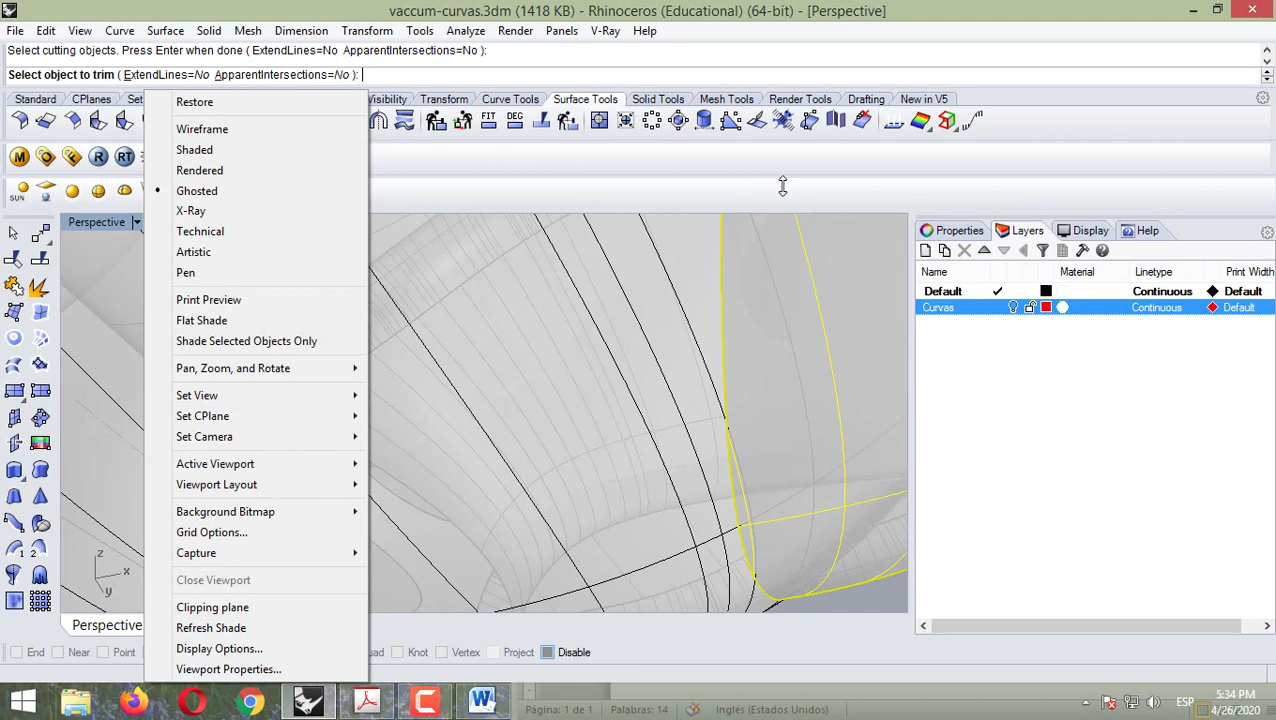 vaccum-curvas.3dm (1418 KB) - Rhinoceros (Educational) (64-bit) - [Perspective]
File Edit View Curve Surface Solid Mesh Dimension Transform Tools Analyze Render Panels V-Ray Help
Select cutting objects. Press Enter when done ( ExtendLines=No ApparentIntersections=No ):
Select object to trim ( ExtendLines=No ApparentIntersections=No ):
Standard CPlanes Set Visibility Transform Curve Tools Surface Tools Solid Tools Mesh Tools Render Tools Drafting New in V5
FIT DEG
M O F R RT
SUN
Perspective
Restore
Wireframe
Shaded
Rendered
Ghosted
X-Ray
Technical
Artistic
Pen
Print Preview
Flat Shade
Shade Selected Objects Only
Pan, Zoom, and Rotate
Set View
Set CPlane
Set Camera
Active Viewport
Viewport Layout
Background Bitmap
Grid Options...
Capture
Close Viewport
Clipping plane
Refresh Shade
Display Options...
Viewport Properties...
Properties Layers Display Help
Name Material Linetype Print Width
Default Continuous Default
Curvas Continuous Default
z
x
y
Perspective
End Near Point Knot Vertex Project Disable
Página: 1 de 1 Palabras: 14 Inglés (Estados Unidos)
ESP
5:34 PM
4/26/2020